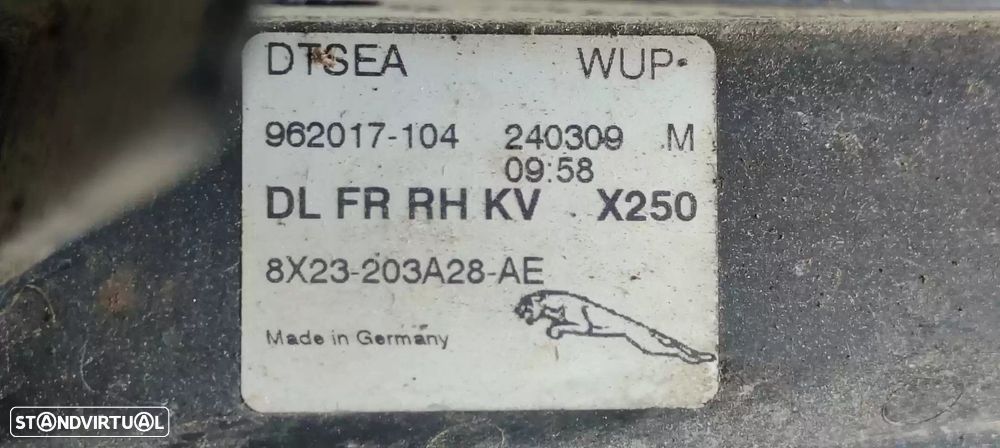 DTSEA WUP
962017-104 240309 M
09:58
DL FR RH KV X250
8X23-203A28-AE
Made in Germany
STANDVIRTUAL